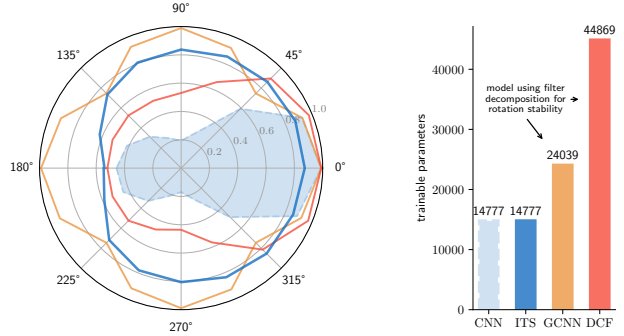 90°
135°
45°
1.0
0.8
0.6
0.4
0.2
180°
0°
225°
315°
270°
trainable parameters
40000
30000
20000
10000
0
44869
model using filter
decomposition for
rotation stability
24039
14777
14777
CNN
ITS
GCNN
DCF